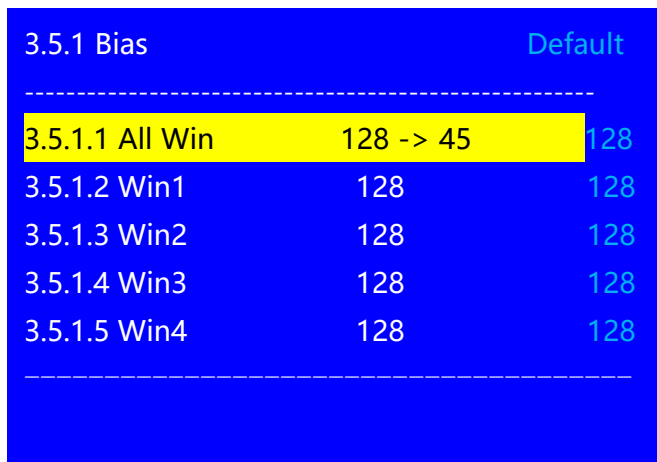 3.5.1 Bias Default
-------------------------------------------------------
3.5.1.1 All Win 128 -> 45 128
3.5.1.2 Win1 128 128
3.5.1.3 Win2 128 128
3.5.1.4 Win3 128 128
3.5.1.5 Win4 128 128